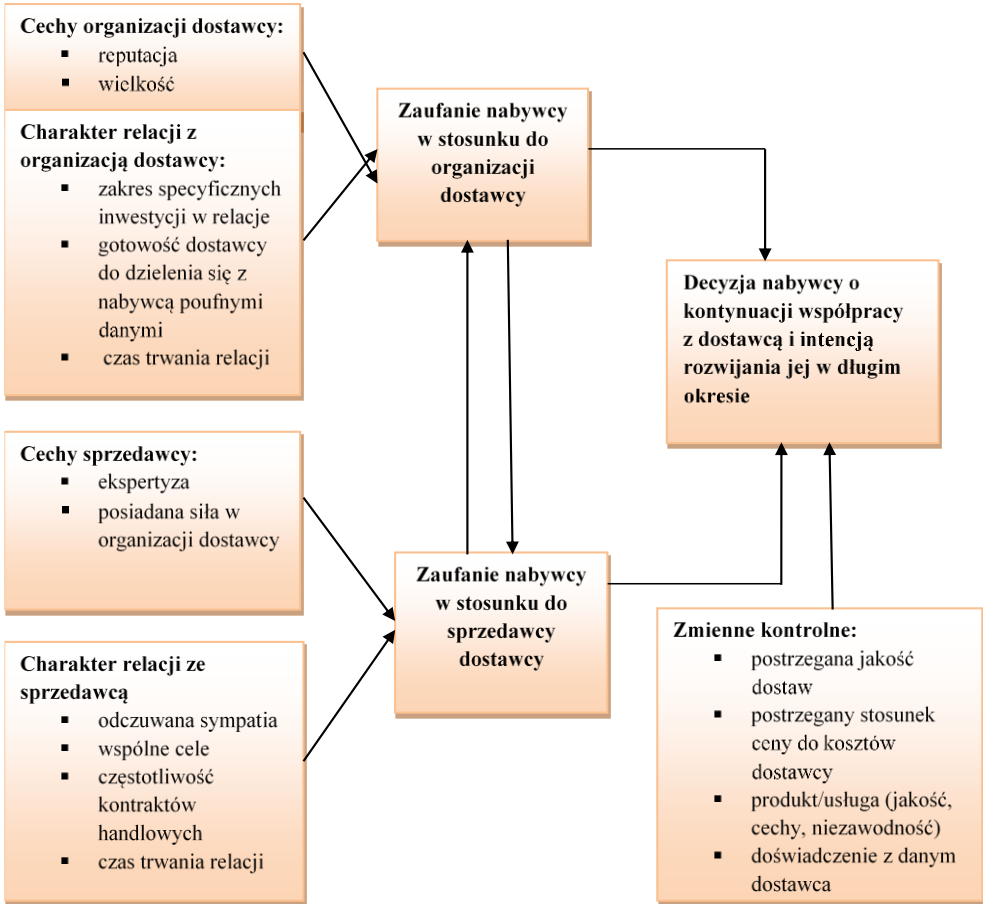 Cechy organizacji dostawcy:
▪ reputacja
▪ wielkość
Charakter relacji z
organizacją dostawcy:
▪ zakres specyficznych
inwestycji w relacje
▪ gotowość dostawcy
do dzielenia się z
nabywcą poufnymi
danymi
▪ czas trwania relacji
Cechy sprzedawcy:
▪ ekspertyza
▪ posiadana siła w
organizacji dostawcy
Charakter relacji ze
sprzedawcą
▪ odczuwana sympatia
▪ wspólne cele
▪ częstotliwość
kontraktów
handlowych
▪ czas trwania relacji
Zaufanie nabywcy
w stosunku do
organizacji
dostawcy
Zaufanie nabywcy
w stosunku do
sprzedawcy
dostawcy
Decyzja nabywcy o
kontynuacji współpracy
z dostawcą i intencją
rozwijania jej w długim
okresie
Zmienne kontrolne:
▪ postrzegana jakość
dostaw
▪ postrzegany stosunek
ceny do kosztów
dostawcy
▪ produkt/usługa (jakość,
cechy, niezawodność)
▪ doświadczenie z danym
dostawca